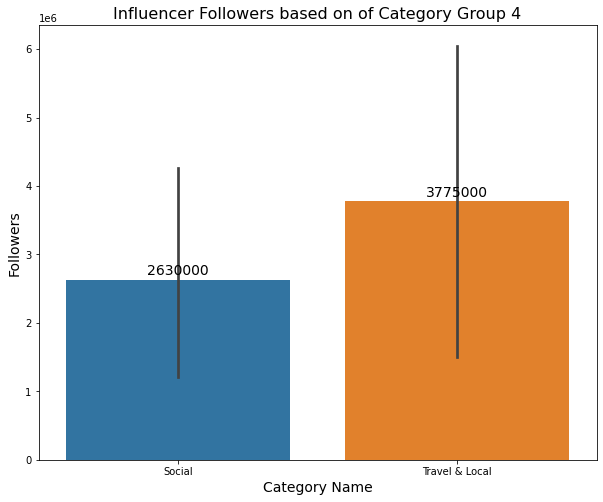 Influencer Followers based on of Category Group 4
1e6
6
5
4
3
2
1
0
Followers
2630000
3775000
Social
Travel & Local
Category Name